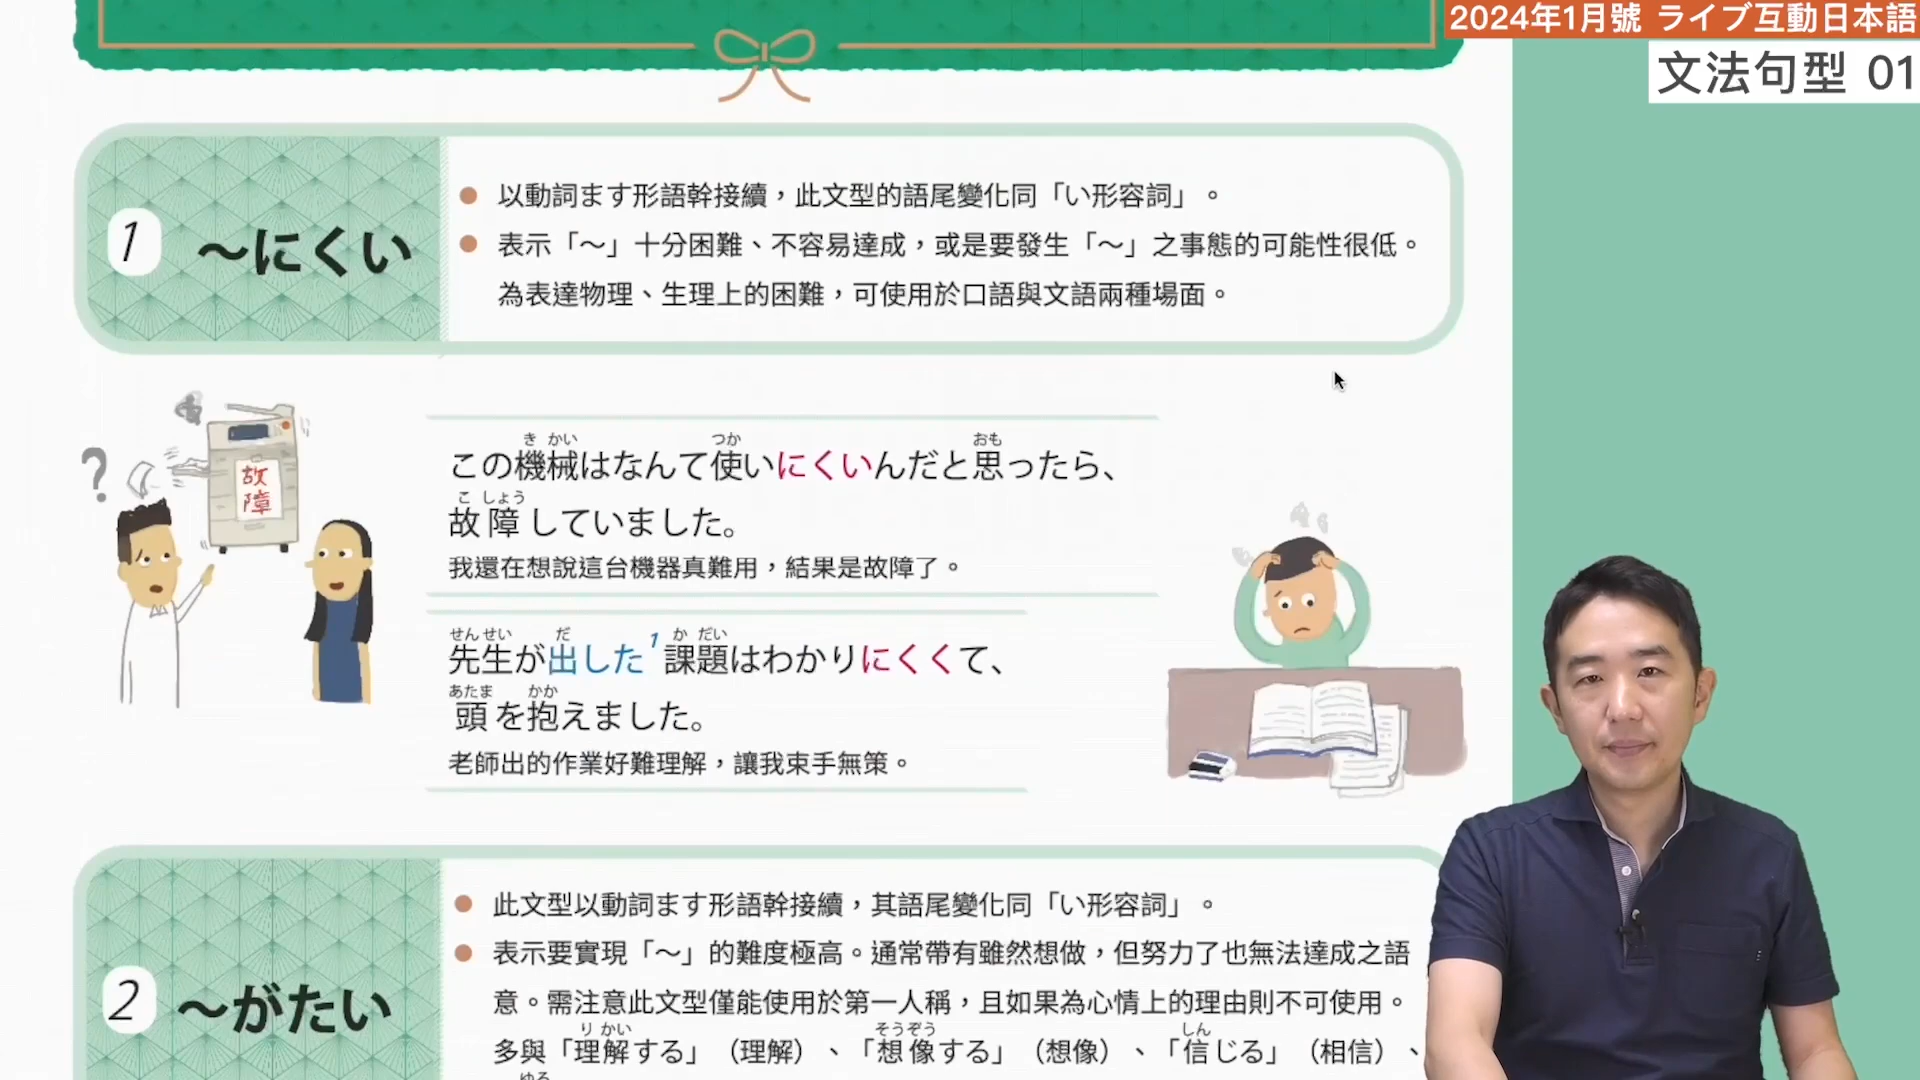 2024年1月號 ライブ互動日本語
文法句型 01
1 ～にくい
以動詞ます形語幹接續，此文型的語尾變化同「い形容詞」。
表示「～」十分困難、不容易達成，或是要發生「～」之事態的可能性很低。
為表達物理、生理上的困難，可使用於口語與文語兩種場面。
?
故
障
き かい つか おも
この機械はなんて使いにくいんだと思ったら、
こ しょう
故障していました。
我還在想說這台機器真難用，結果是故障了。
せんせい だ か だい
先生が出した1課題はわかりにくくて、
あたま かか
頭を抱えました。
老師出的作業好難理解，讓我束手無策。
2 ～がたい
此文型以動詞ます形語幹接續，其語尾變化同「い形容詞」。
表示要實現「～」的難度極高。通常帶有雖然想做，但努力了也無法達成之語
意。需注意此文型僅能使用於第一人稱，且如果為心情上的理由則不可使用。
り かい そうぞう しん
多與「理解する」（理解）、「想像する」（想像）、「信じる」（相信）、